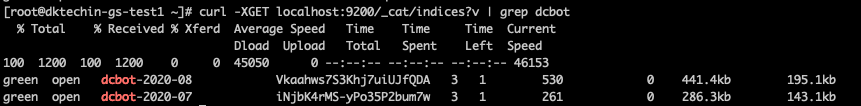 [root@dktechin-gs-test1 ~]# curl -XGET localhost:9200/_cat/indices?v | grep dcbot
% Total % Received % Xferd Average Speed Time Time Time Current
Dload Upload Total Spent Left Speed
100 1200 100 1200 0 0 45050 0 --:--:-- --:--:-- --:--:-- 46153
green open dcbot-2020-08 Vkaahws7S3Khj7uiUJfQDA 3 1 530 0 441.4kb 195.1kb
green open dcbot-2020-07 iNjbK4rMS-yPo35P2bum7w 3 1 261 0 286.3kb 143.1kb